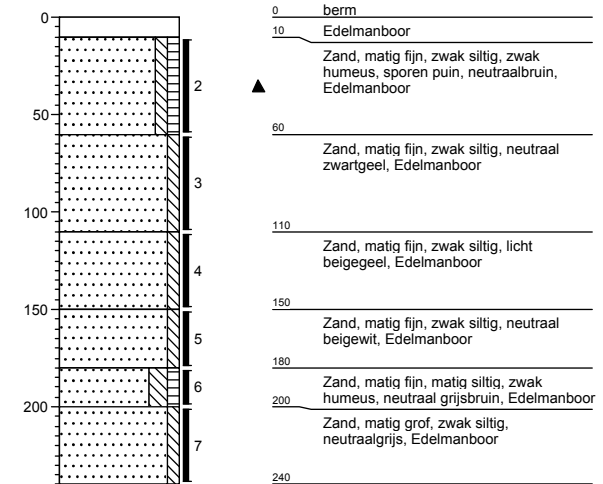 0
50
100
150
200
2
3
4
5
6
7
0 berm
10 Edelmanboor
Zand, matig fijn, zwak siltig, zwak
humeus, sporen puin, neutraalbruin,
Edelmanboor
60
Zand, matig fijn, zwak siltig, neutraal
zwartgeel, Edelmanboor
110
Zand, matig fijn, zwak siltig, licht
beigegeel, Edelmanboor
150
Zand, matig fijn, zwak siltig, neutraal
beigewit, Edelmanboor
180
Zand, matig fijn, matig siltig, zwak
humeus, neutraal grijsbruin, Edelmanboor
200
Zand, matig grof, zwak siltig,
neutraalgrijs, Edelmanboor
240